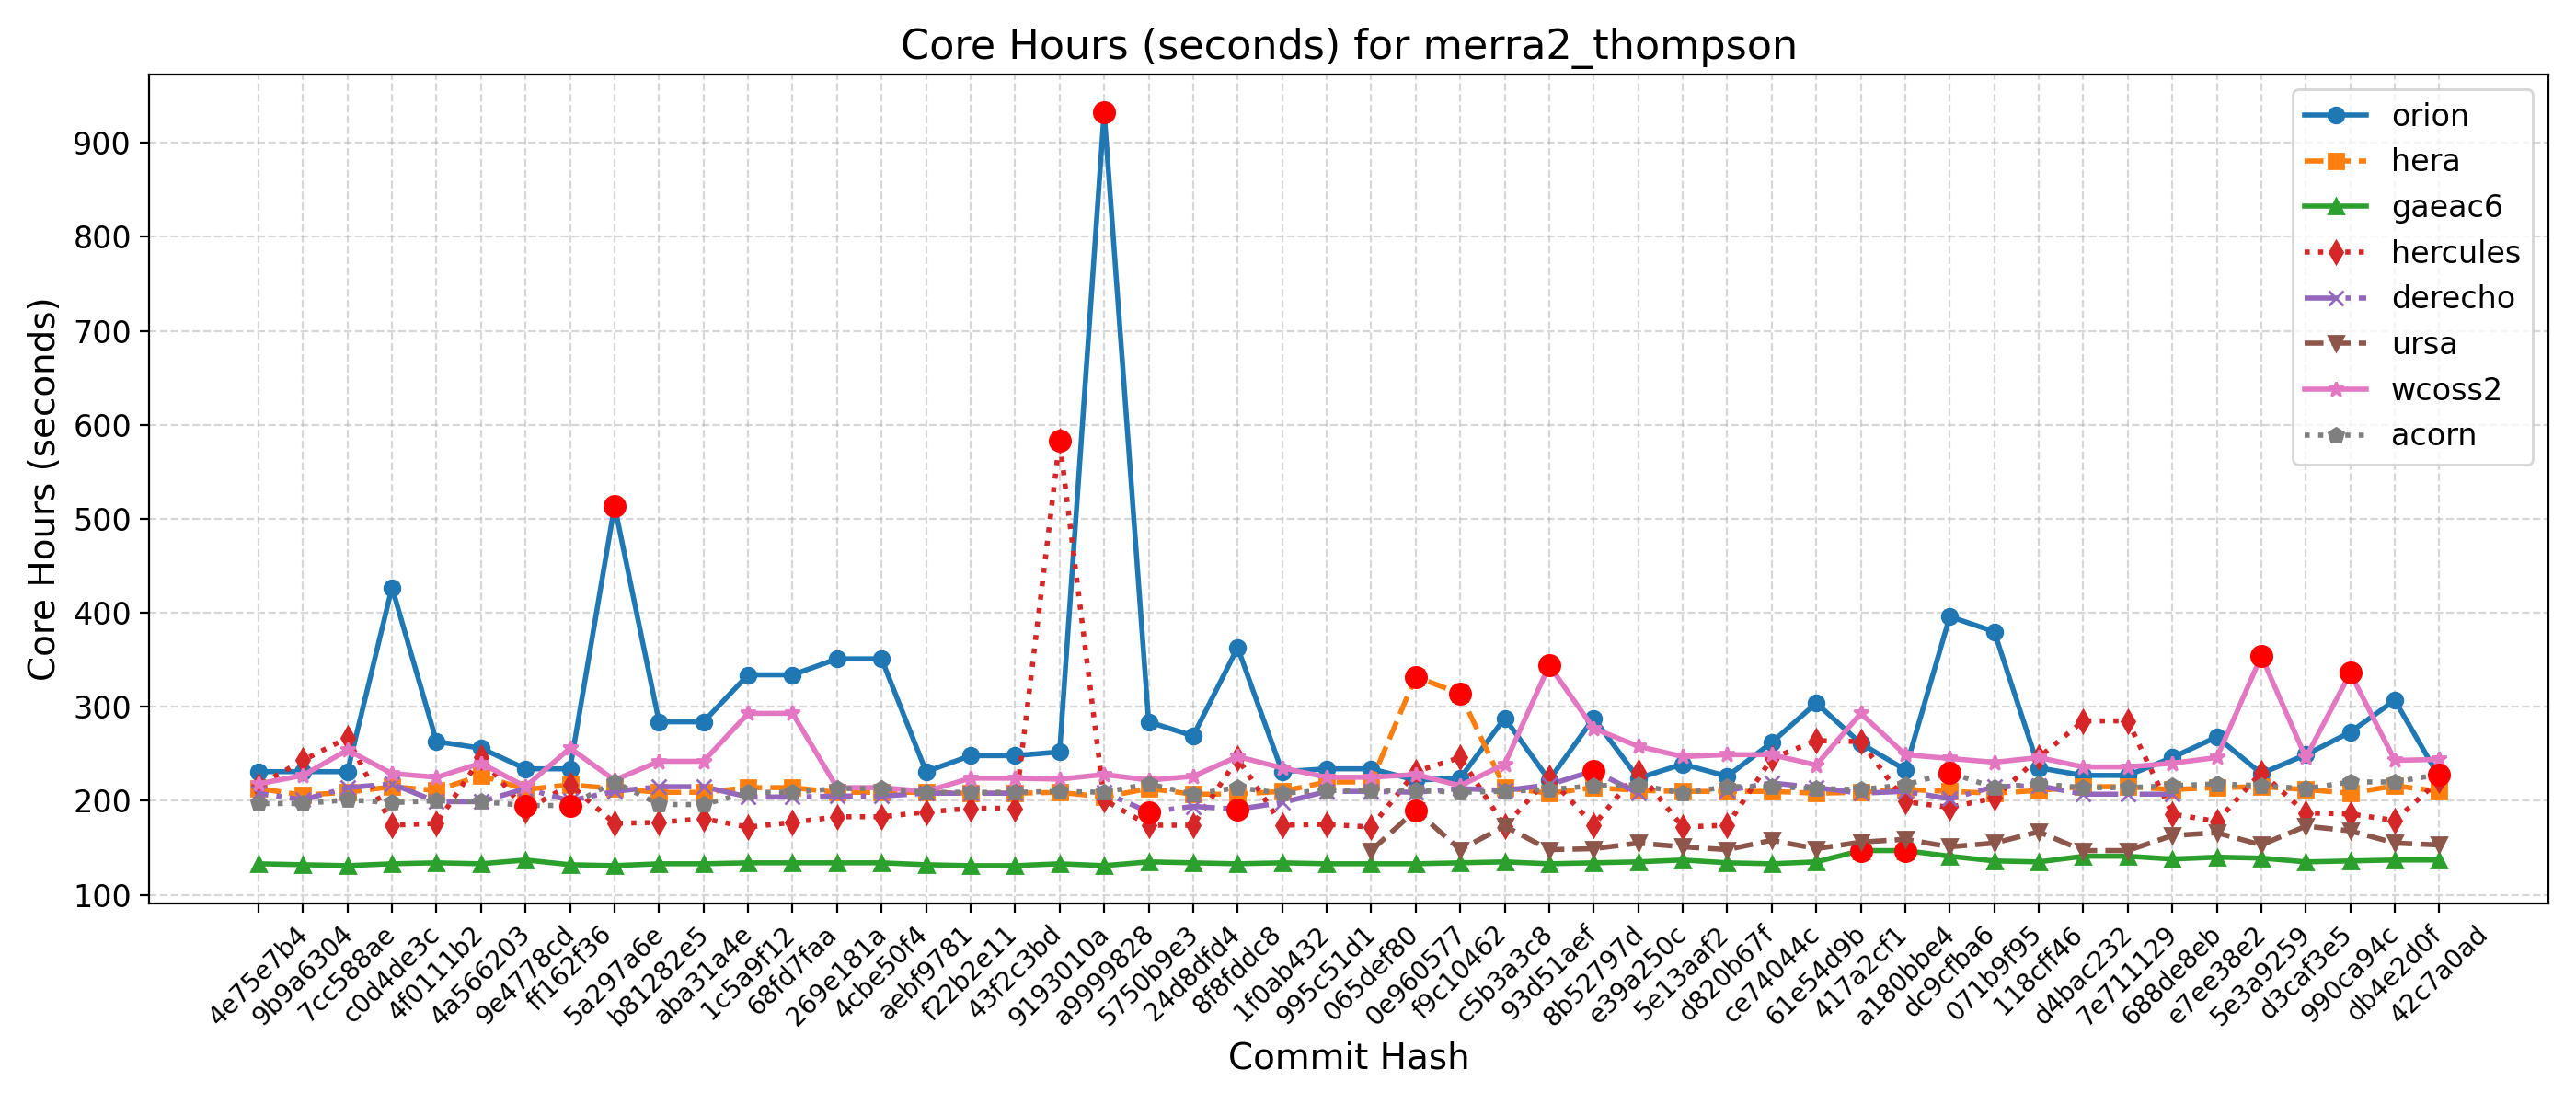 Core Hours (seconds) for merra2_thompson
Core Hours (seconds)
900
800
700
600
500
400
300
200
100
orion
hera
gaeac6
hercules
derecho
ursa
wcoss2
acorn
4e75e7b4
9b9a6304
7cc588ae
c0d4de3c
4f0111b2
4a566203
9e4778cd
ff162f36
5a297a6e
b81282e5
aba31a4e
1c5a9f12
68fd7faa
269e181a
4cbe50f4
aebf9781
f22b2e11
43f2c3bd
9193010a
a9999828
5750b9e3
24d8dfd4
8f8fddc8
1f0ab432
995c51d1
065def80
0e960577
f9c10462
c5b3a3c8
93d51aef
8b52797d
e39a250c
5e13aaf2
d820b67f
ce74044c
61e54d9b
417a2cf1
a180bbe4
dc9cfba6
071b9f95
118cff46
d4bac232
7e711129
688de8eb
e7ee38e2
5e3a9259
d3caf3e5
990ca94c
db4e2d0f
42c7a0ad
Commit Hash